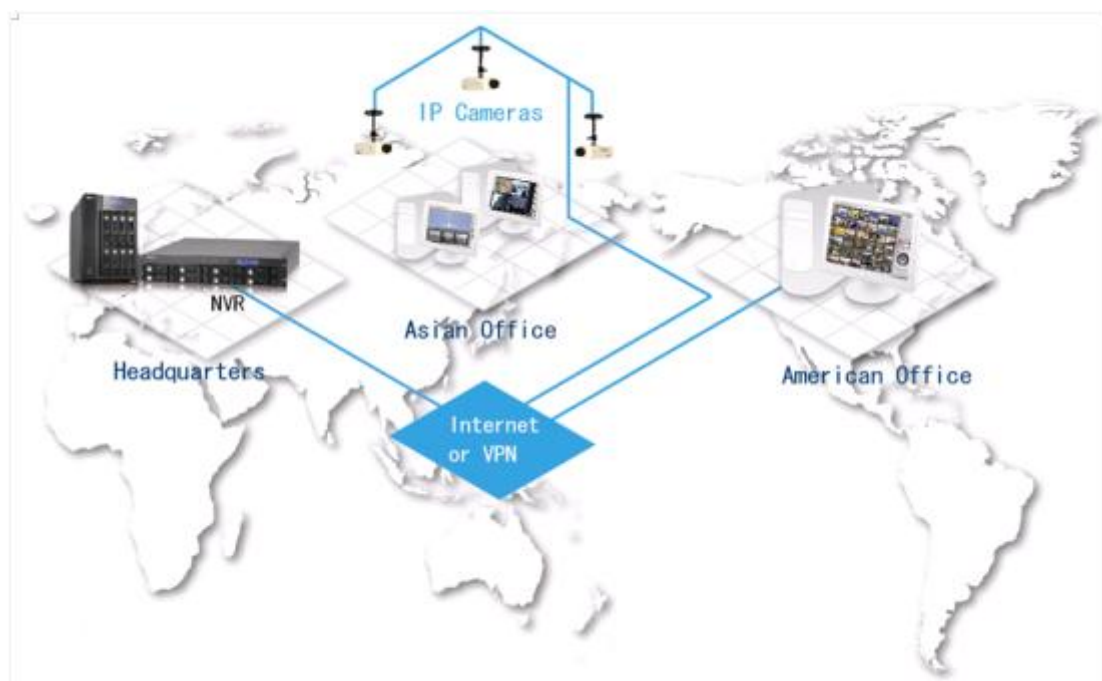 IP Cameras
NVR
Asian Office
Headquarters
American Office
Internet
or VPN